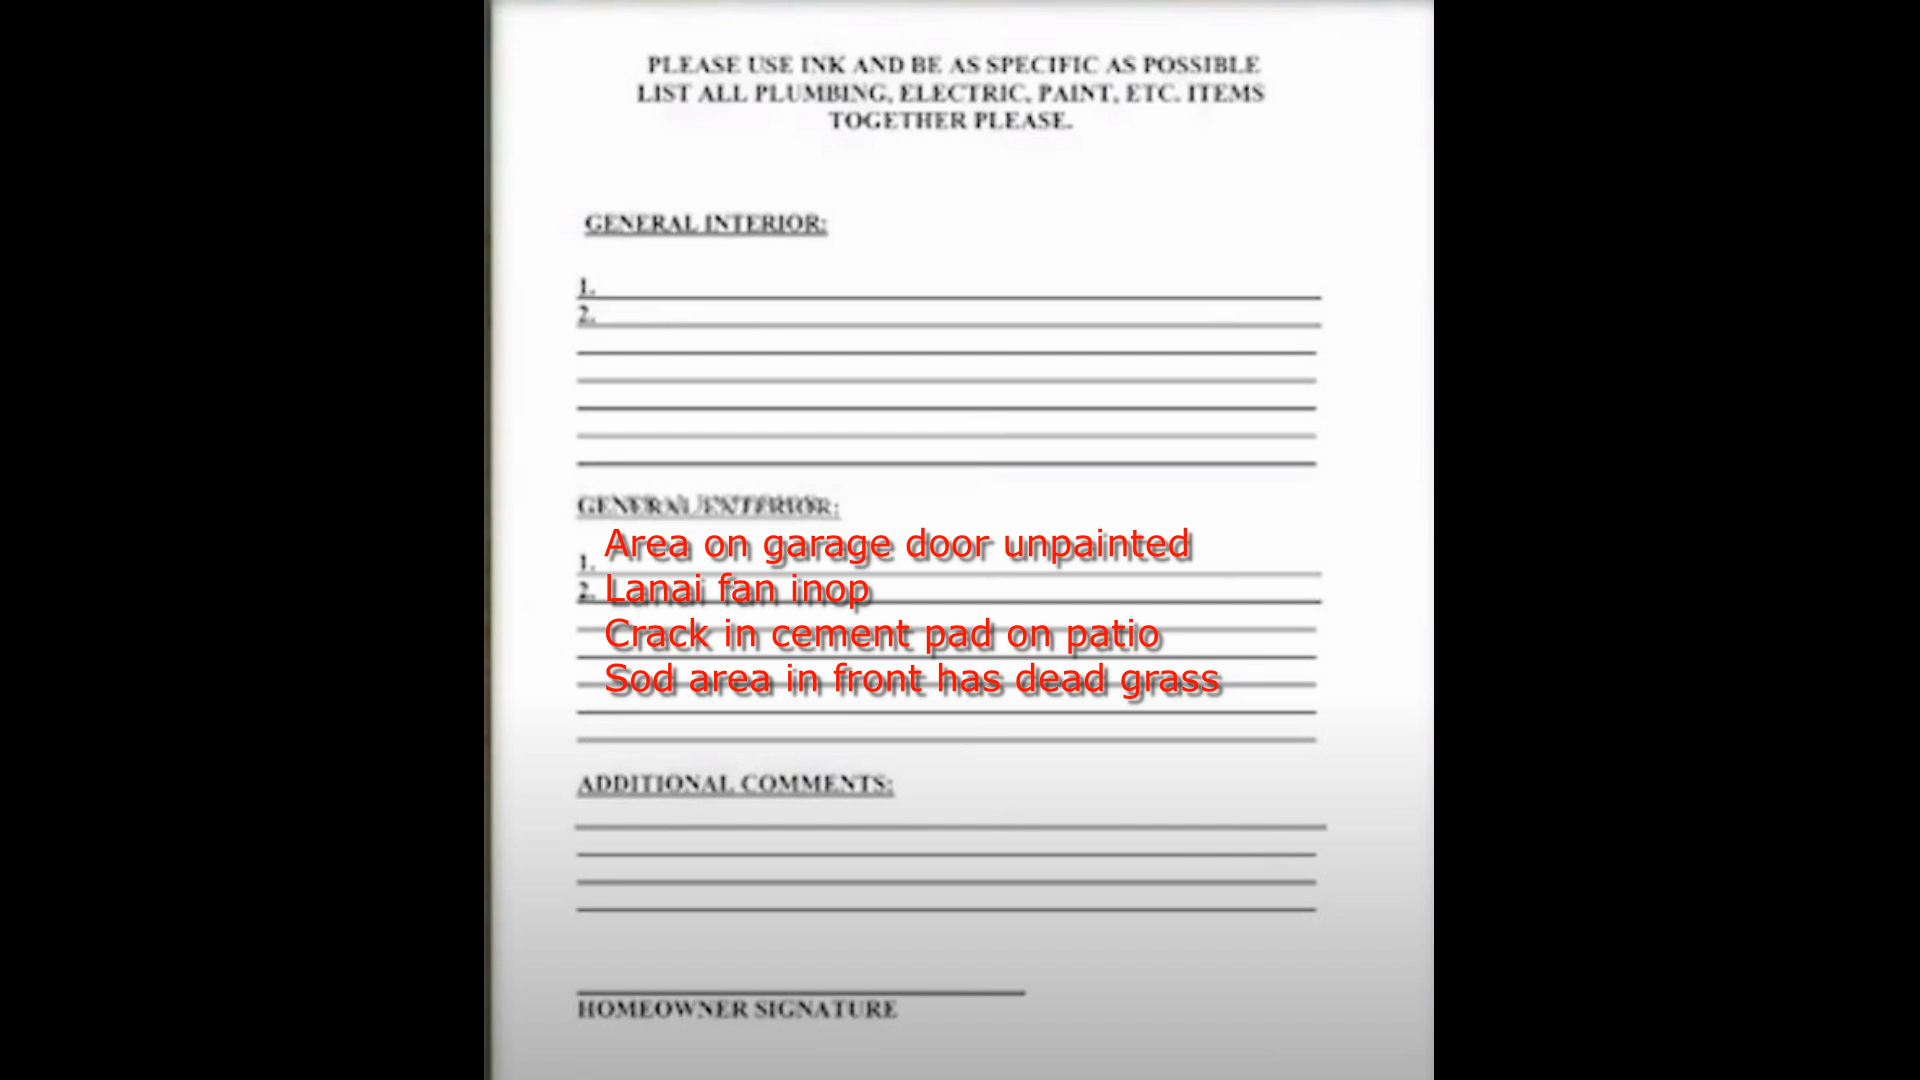 PLEASE USE INK AND BE AS SPECIFIC AS POSSIBLE
LIST ALL PLUMBING, ELECTRIC, PAINT, ETC. ITEMS
TOGETHER PLEASE.
GENERAL INTERIOR:
1.
2.
GENERAL EXTERIOR:
1. Area on garage door unpainted
2. Lanai fan inop
Crack in cement pad on patio
Sod area in front has dead grass
ADDITIONAL COMMENTS:
HOMEOWNER SIGNATURE